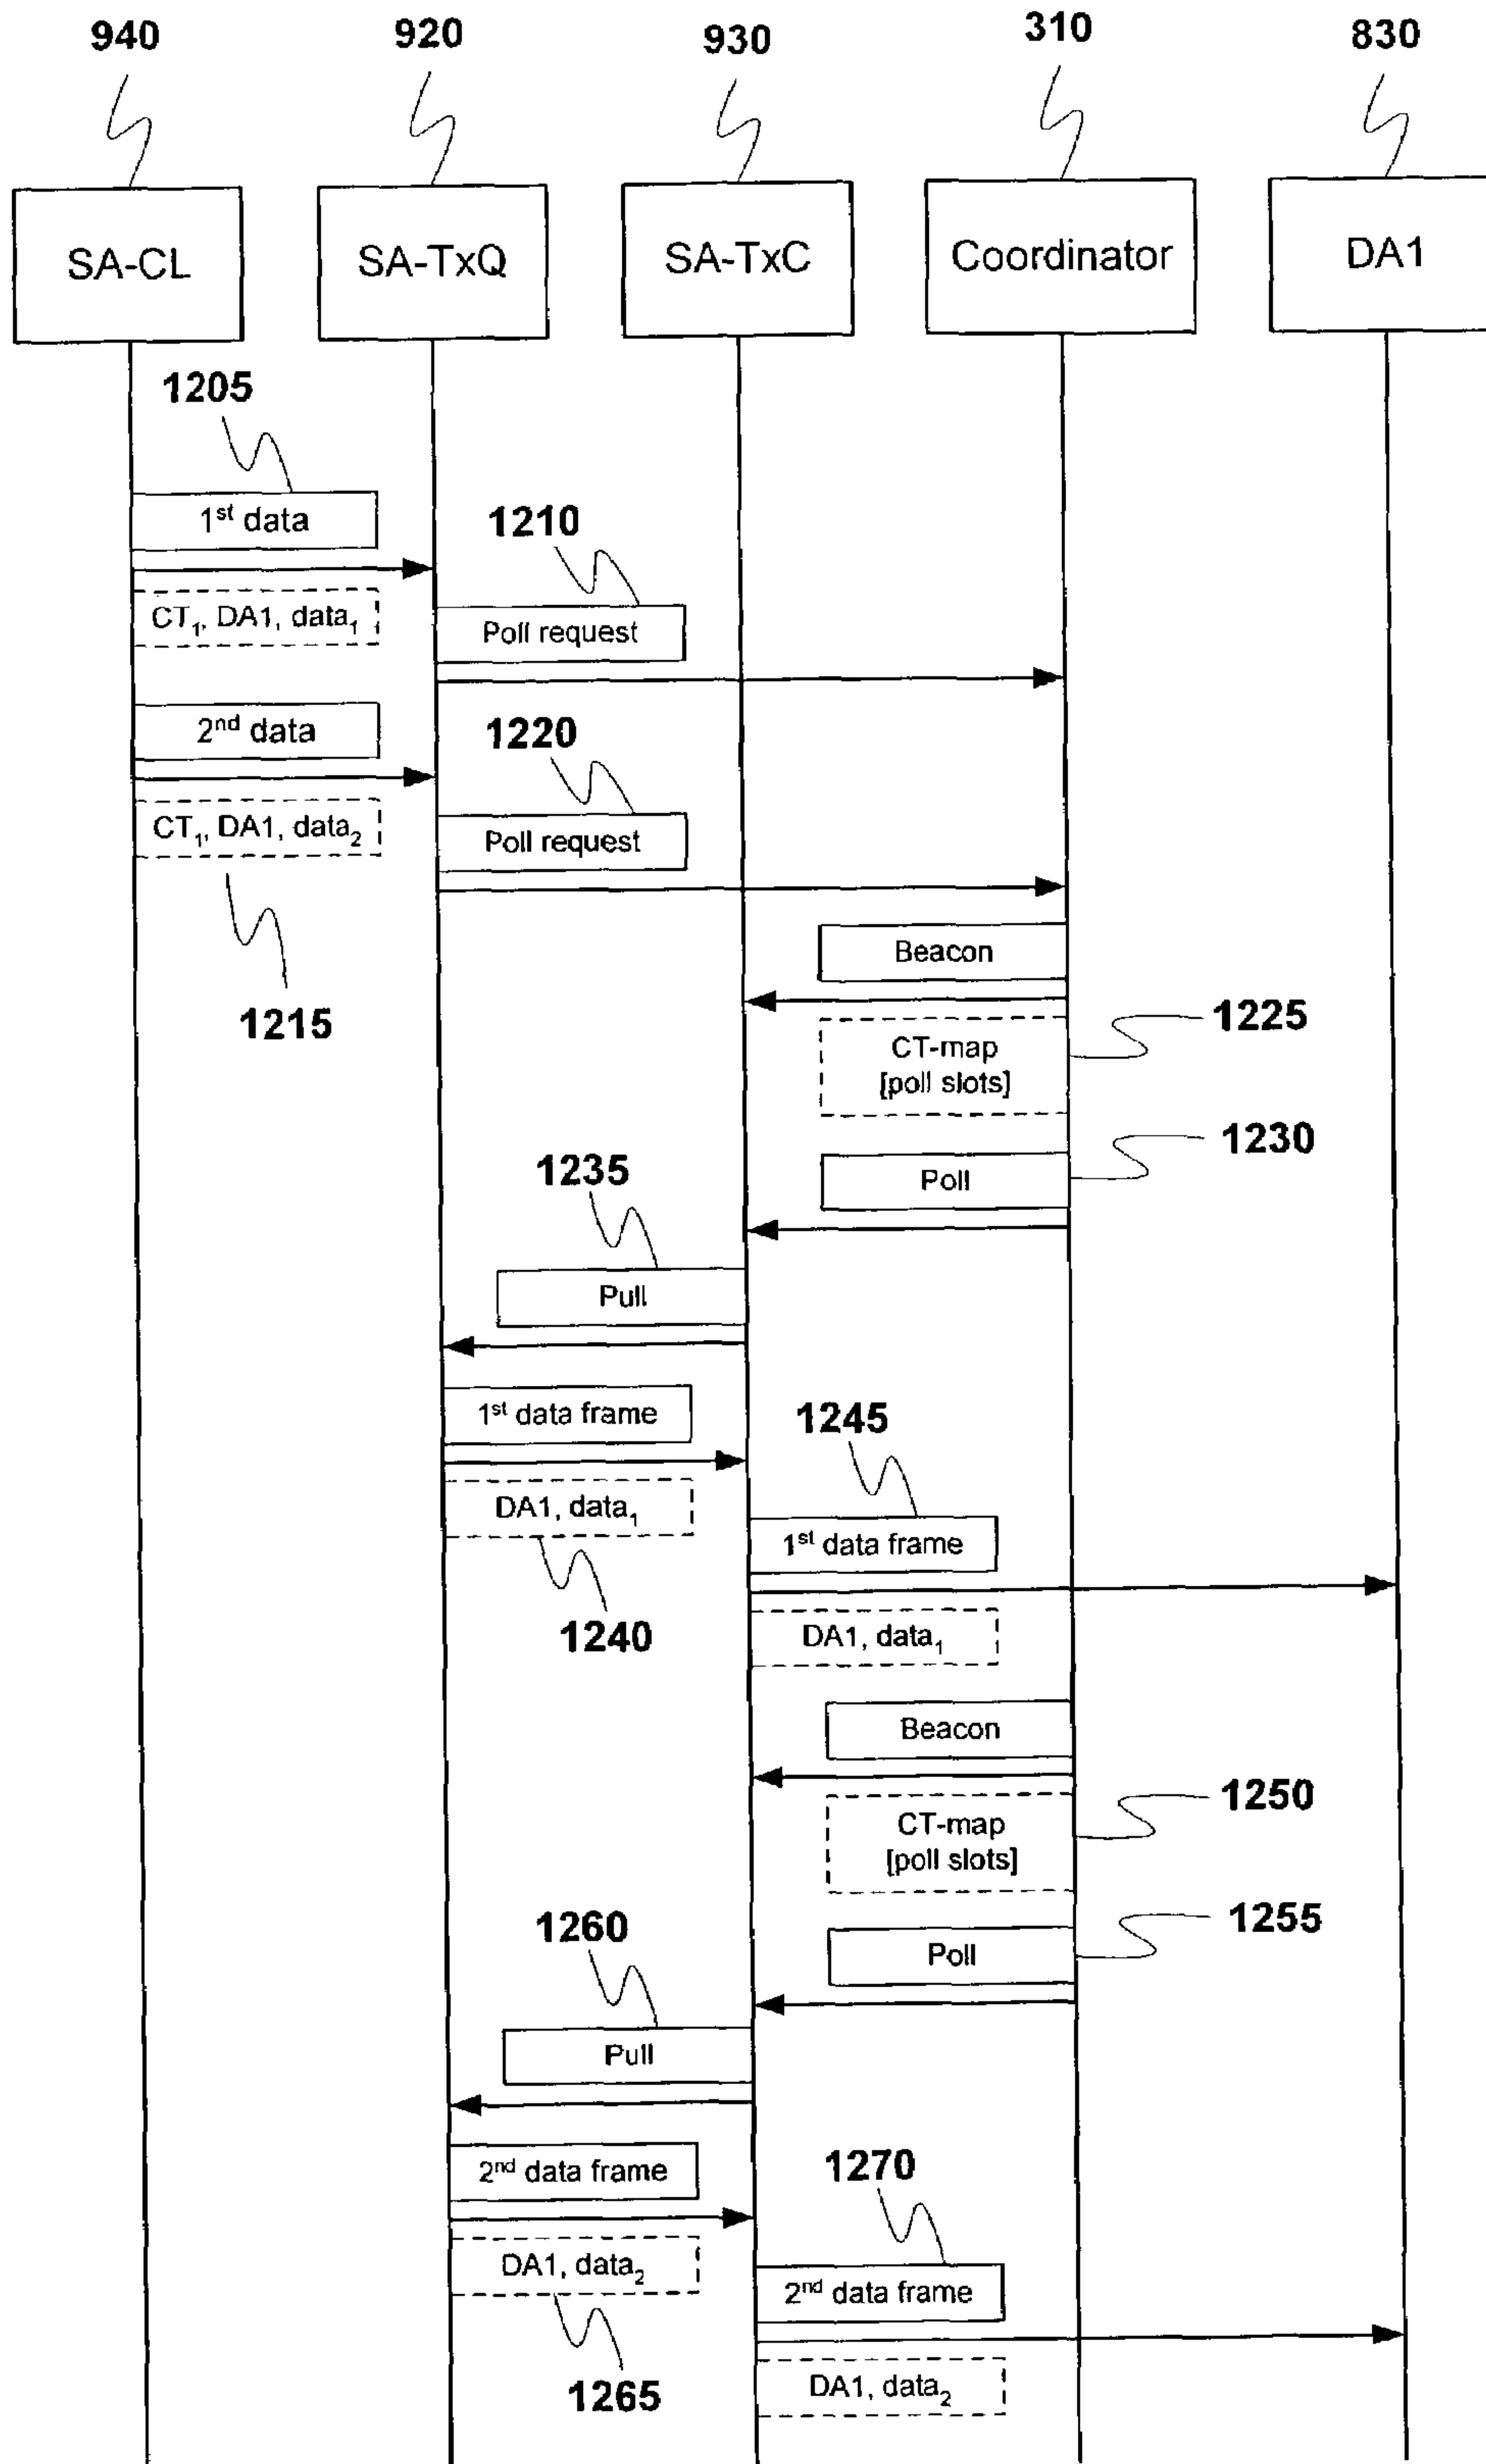 940 920 930 310 830
SA-CL SA-TxQ SA-TxC Coordinator DA1
1205
1st data
1210
CT1, DA1, data1
Poll request
2nd data
1220
CT1, DA1, data2
Poll request
Beacon
1215
1225
CT-map
[poll slots]
1230
Poll
1235
Pull
1st data frame
1245
DA1, data1
1st data frame
1240
DA1, data1
Beacon
1250
CT-map
[poll slots]
1255
Poll
1260
Pull
2nd data frame
1270
DA1, data2
2nd data frame
1265
DA1, data2